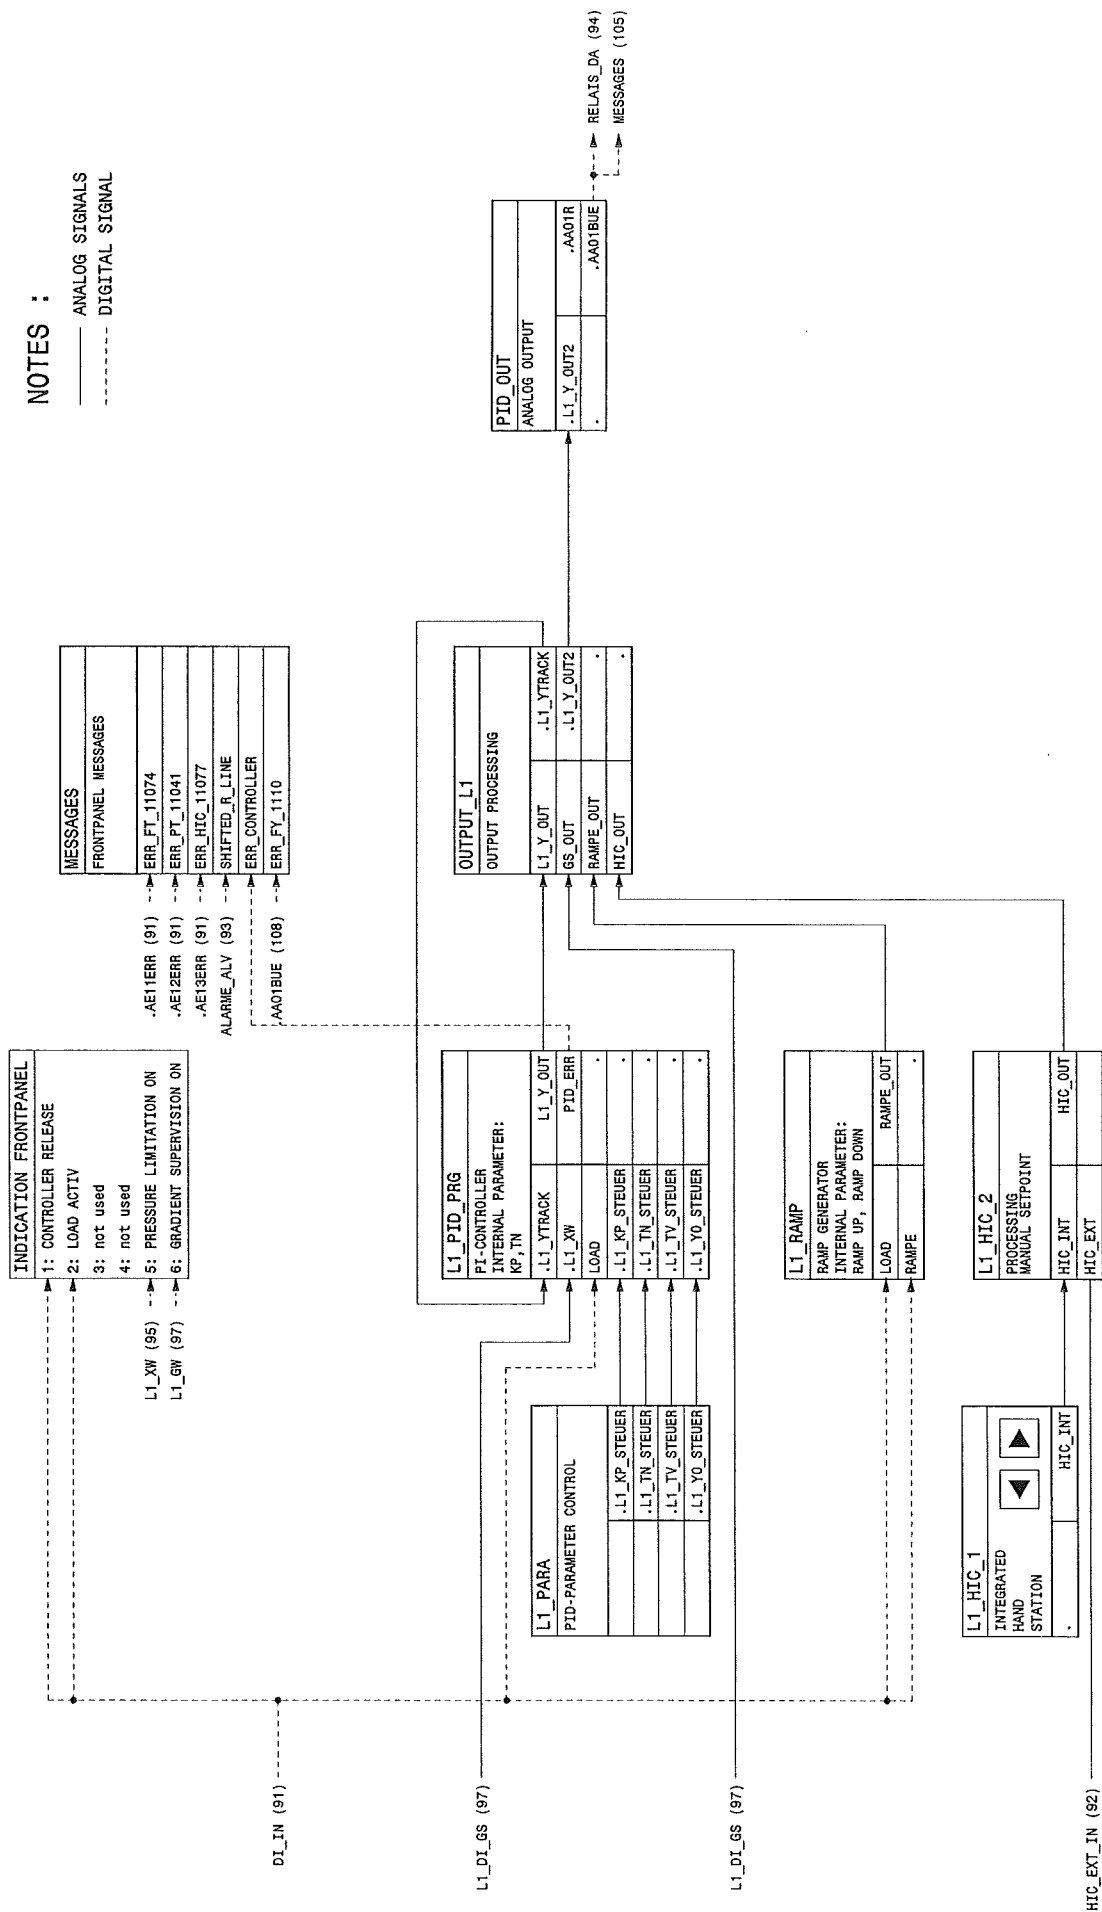 NOTES :
ANALOG SIGNALS
DIGITAL SIGNAL
INDICATION FRONTPANEL
1: CONTROLLER RELEASE
2: LOAD ACTIV
3: not used
4: not used
L1_XW (95)
5: PRESSURE LIMITATION ON
L1_GW (97)
6: GRADIENT SUPERVISION ON
MESSAGES
FRONTPANEL MESSAGES
.AE11ERR (91)
ERR_FT_11074
.AE12ERR (91)
ERR_PT_11041
.AE13ERR (91)
ERR_HIC_11077
ALARME_ALV (93)
SHIFTED_R_LINE
ERR_CONTROLLER
.AA01BUE (108)
ERR_FY_1110
DI_IN (91)
L1_DI_GS (97)
L1_DI_GS (97)
HIC_EXT_IN (92)
L1_PARA
PID-PARAMETER CONTROL
.L1_KP_STEUER
.L1_TN_STEUER
.L1_TV_STEUER
.L1_YO_STEUER
L1_PID_PRG
PI-CONTROLLER
INTERNAL PARAMETER:
KP,TN
.L1_YTRACK L1_Y_OUT
.L1_XW PID_ERR
LOAD .
.L1_KP_STEUER .
.L1_TN_STEUER .
.L1_TV_STEUER .
.L1_YO_STEUER .
OUTPUT_L1
OUTPUT PROCESSING
L1_Y_OUT .L1_YTRACK
GS_OUT .L1_Y_OUT2
RAMPE_OUT .
HIC_OUT .
PID_OUT
ANALOG OUTPUT
.L1_Y_OUT2 .AA01R
. .AA01BUE
RELAIS_DA (94)
MESSAGES (105)
L1_RAMP
RAMP GENERATOR
INTERNAL PARAMETER:
RAMP UP, RAMP DOWN
LOAD RAMPE_OUT
RAMPE .
L1_HIC_1
INTEGRATED
HAND
STATION
. HIC_INT
L1_HIC_2
PROCESSING
MANUAL SETPOINT
HIC_INT HIC_OUT
HIC_EXT